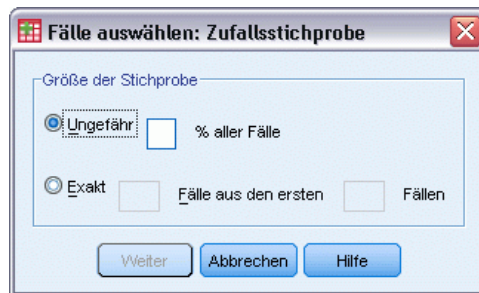 Fälle auswählen: Zufallsstichprobe
Größe der Stichprobe
Ungefähr % aller Fälle
Exakt Fälle aus den ersten Fällen
Weiter Abbrechen Hilfe